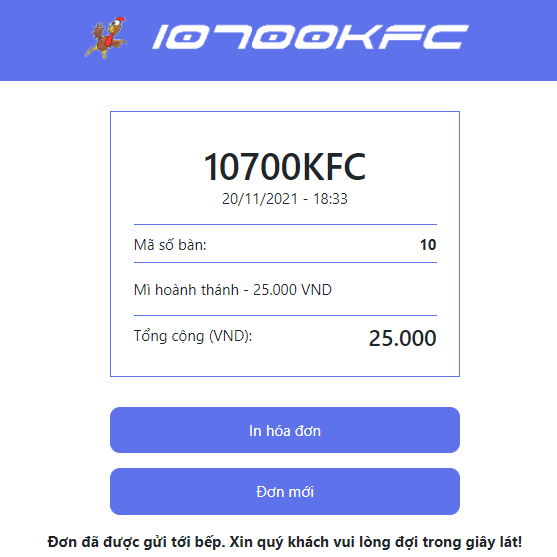 10700KFC
10700KFC
20/11/2021 - 18:33
Mã số bàn: 10
Mì hoành thánh - 25.000 VND
Tổng cộng (VND): 25.000
In hóa đơn
Đơn mới
Đơn đã được gửi tới bếp. Xin quý khách vui lòng đợi trong giây lát!